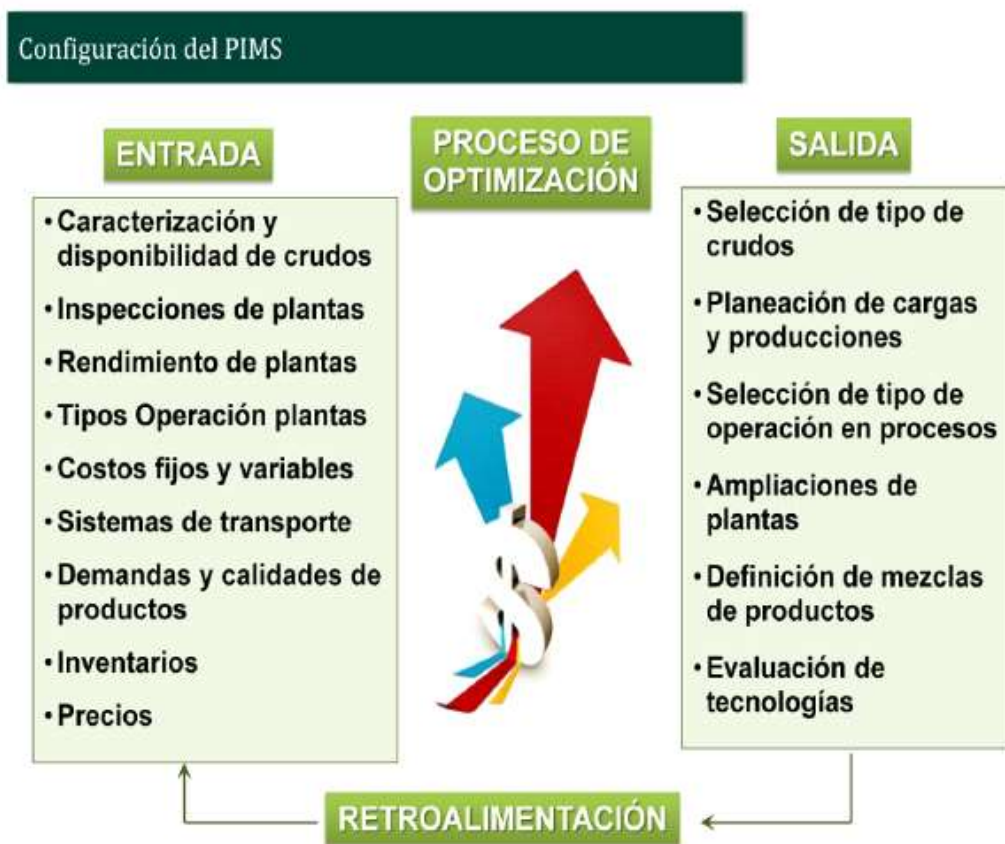 Configuración del PIMS
ENTRADA
• Caracterización y
disponibilidad de crudos
• Inspecciones de plantas
• Rendimiento de plantas
• Tipos Operación plantas
• Costos fijos y variables
• Sistemas de transporte
• Demandas y calidades de
productos
• Inventarios
• Precios
PROCESO DE
OPTIMIZACIÓN
$
SALIDA
• Selección de tipo de
crudos
• Planeación de cargas
y producciones
• Selección de tipo de
operación en procesos
• Ampliaciones de
plantas
• Definición de mezclas
de productos
• Evaluación de
tecnologías
RETROALIMENTACIÓN